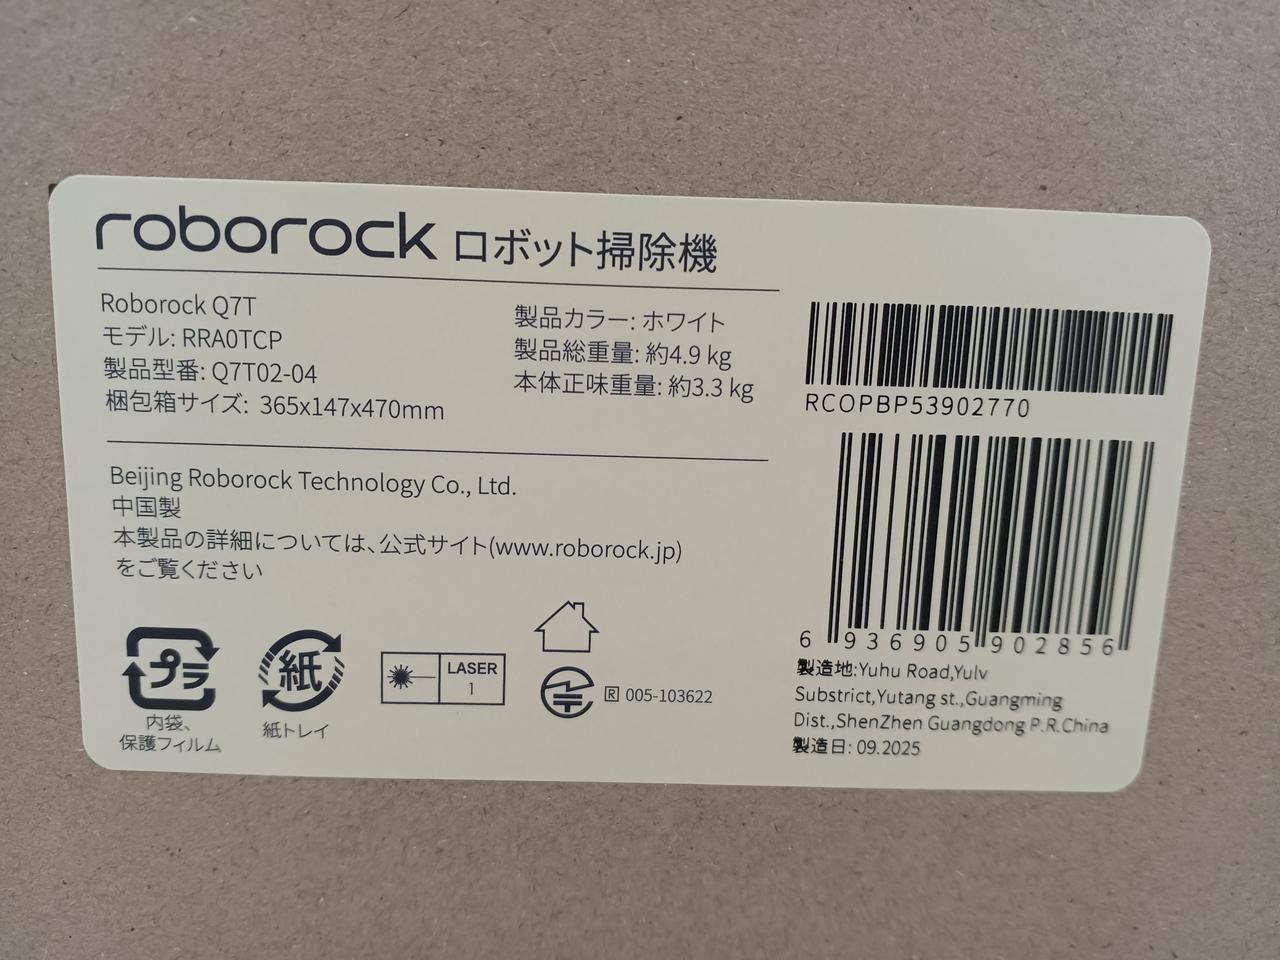 roborock ロボット掃除機
Roborock Q7T
モデル: RRA0TCP
製品型番: Q7T02-04
梱包箱サイズ: 365x147x470mm
製品カラー: ホワイト
製品総重量: 約4.9 kg
本体正味重量: 約3.3 kg
Beijing Roborock Technology Co., Ltd.
中国製
本製品の詳細については、公式サイト(www.roborock.jp)
をご覧ください
プラ
内袋、
保護フィルム
紙
紙トレイ
LASER
1
R 005-103622
RCOPBP53902770
6 936905 902856
製造地:Yuhu Road,Yulv
Substrict,Yutang st.,Guangming
Dist.,ShenZhen Guangdong P.R.China
製造日: 09.2025